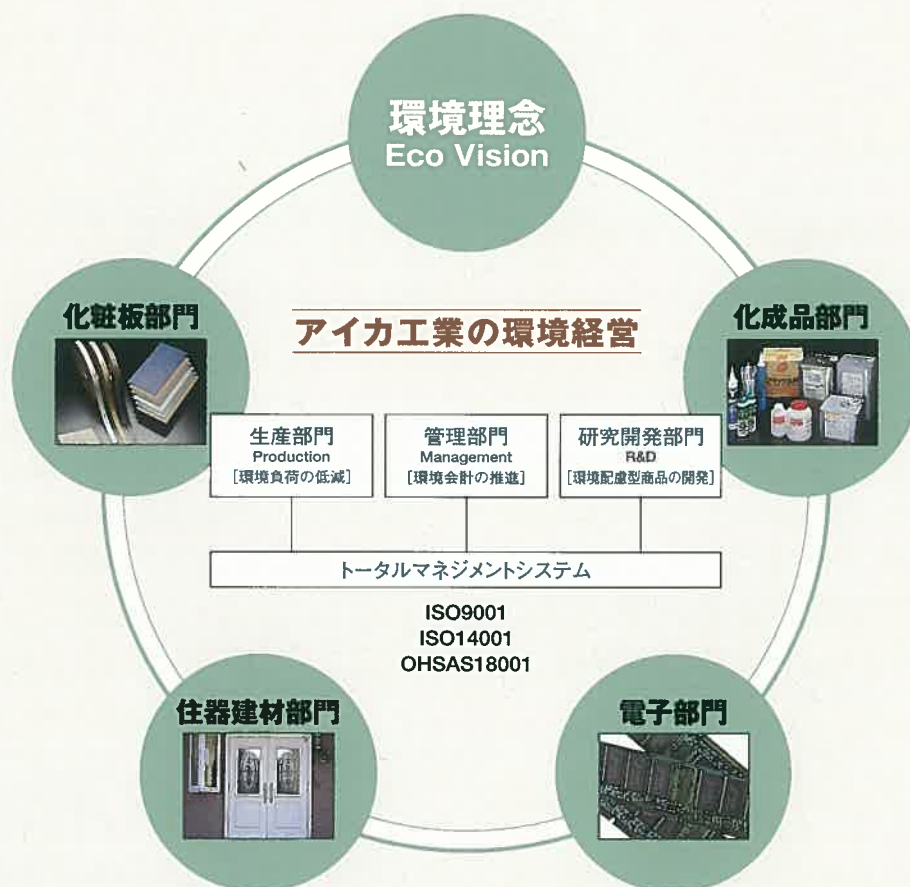 環境理念
Eco Vision
化粧板部門
化成品部門
アイカ工業の環境経営
生産部門
Production
[環境負荷の低減]
管理部門
Management
[環境会計の推進]
研究開発部門
R&D
[環境配慮型商品の開発]
トータルマネジメントシステム
ISO9001
ISO14001
OHSAS18001
住器建材部門
電子部門